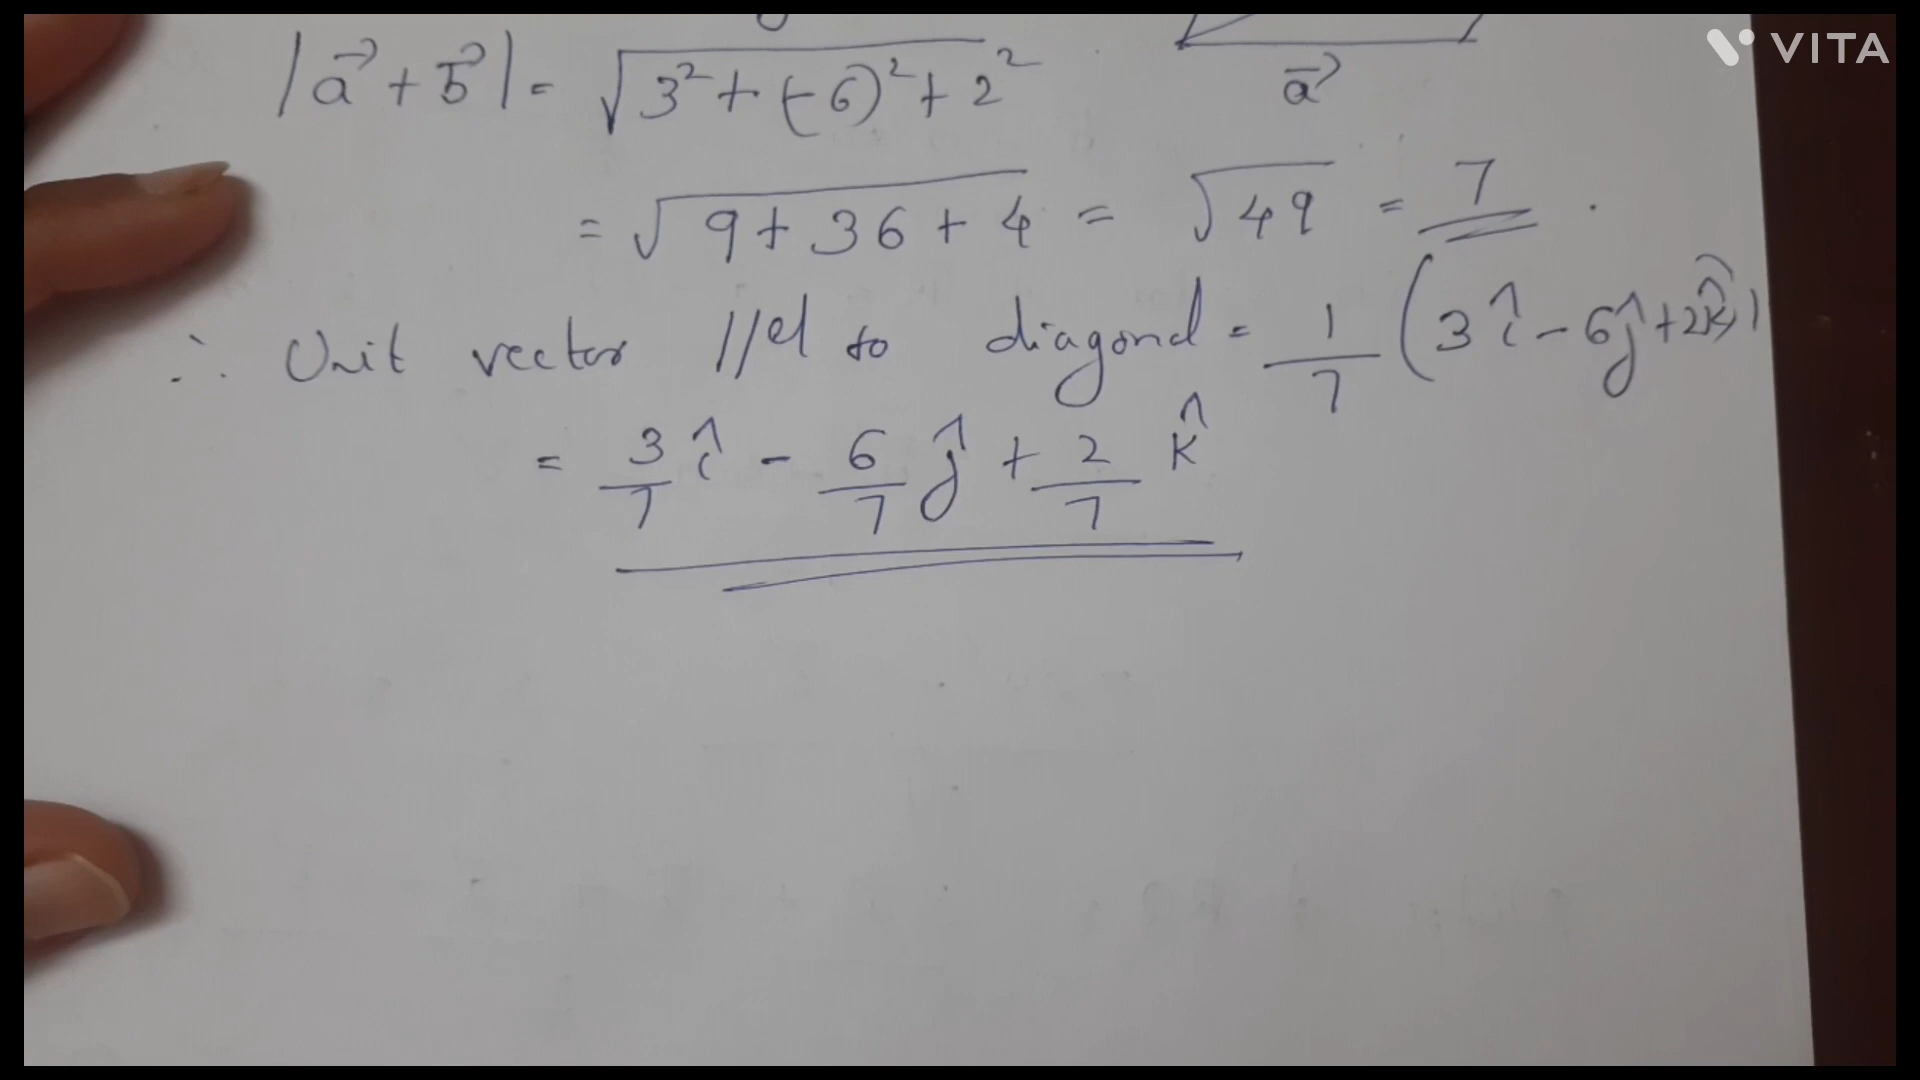 VITA
|a⃗ + b⃗| = √(3² + (-6)² + 2²)
a⃗
= √(9 + 36 + 4) = √49 = 7.
∴ Unit vector //el to diagonal = 1/7 (3î - 6ĵ + 2k̂)
= 3/7 î - 6/7 ĵ + 2/7 k̂